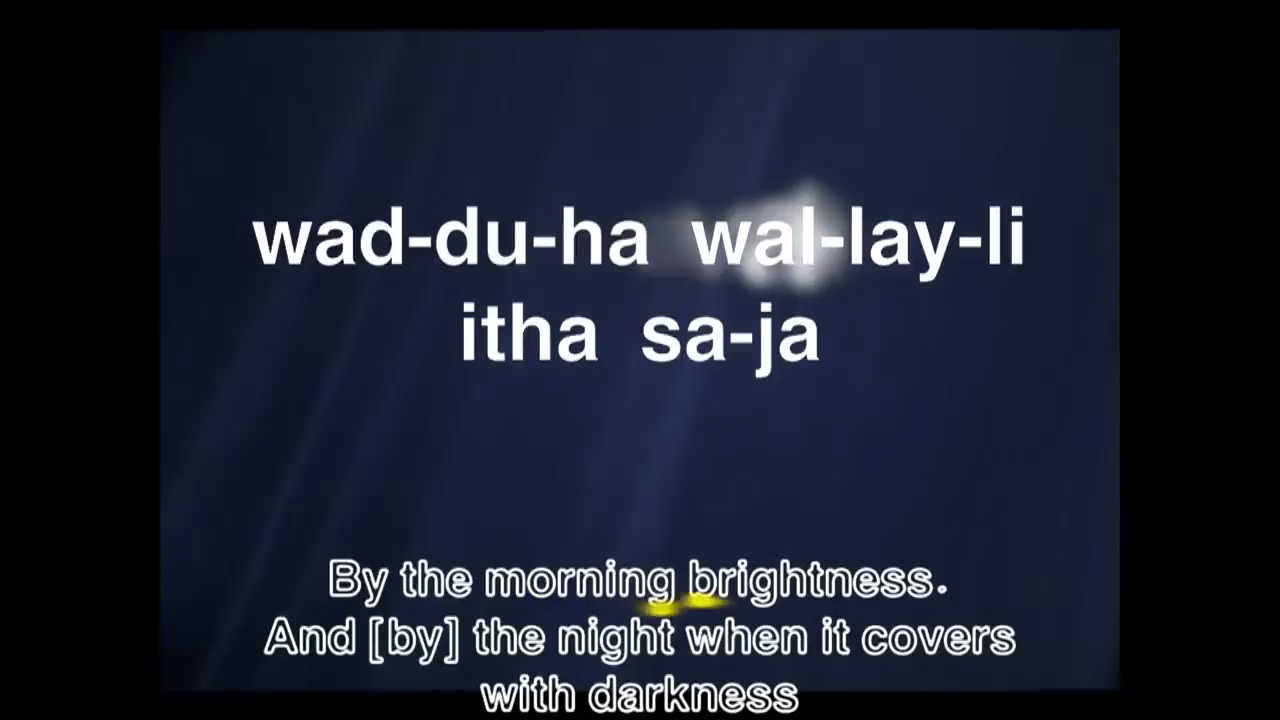 wad-du-ha wal-lay-li
itha sa-ja
By the morning brightness.
And [by] the night when it covers
with darkness